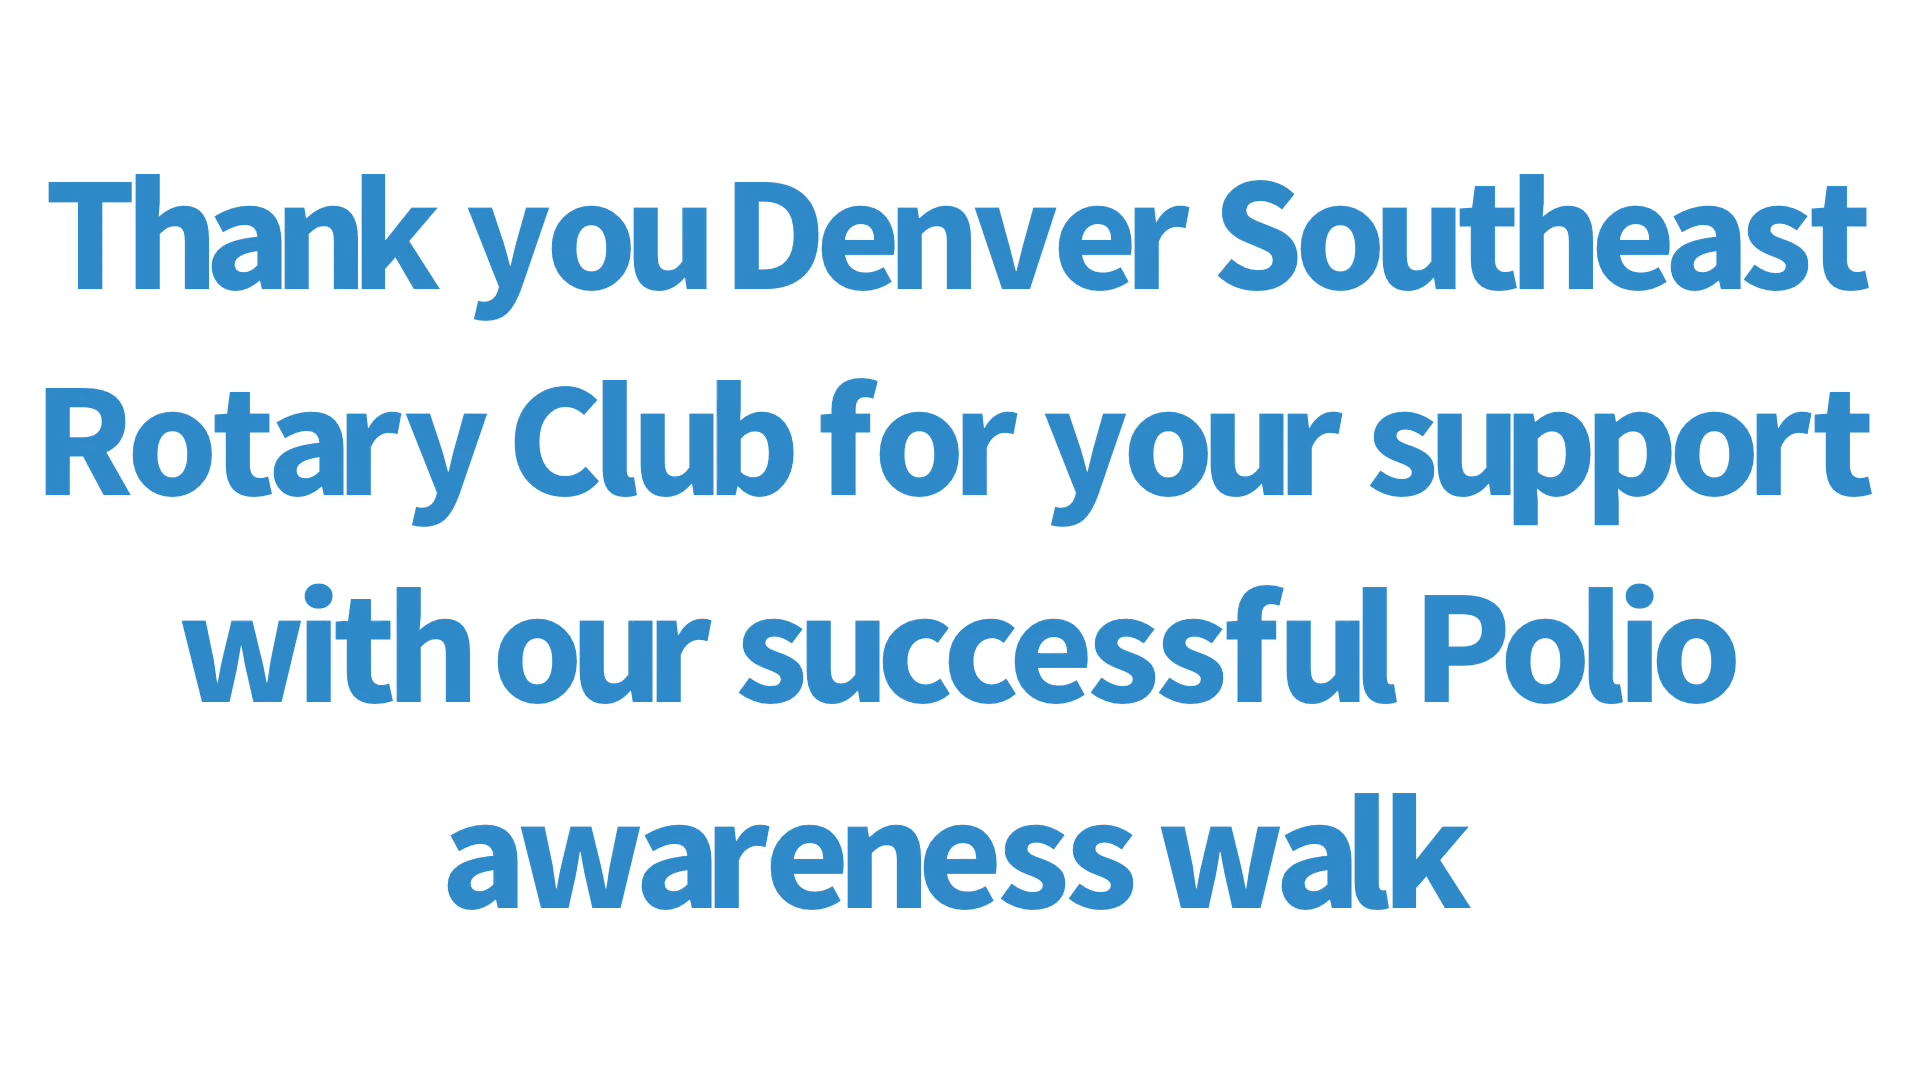 Thank you Denver Southeast
Rotary Club for your support
with our successful Polio
awareness walk